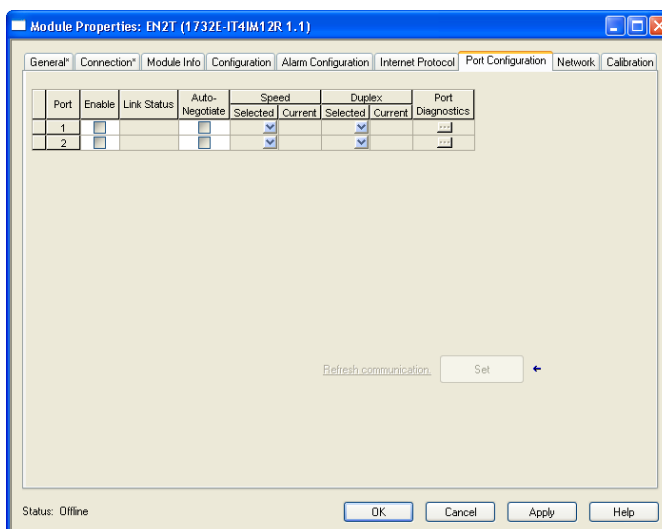 Module Properties: EN2T (1732E-IT4IM12R 1.1)
General* Connection* Module Info Configuration Alarm Configuration Internet Protocol Port Configuration Network Calibration
Port Enable Link Status Auto-Negotiate Speed Duplex Port Diagnostics
Selected Current Selected Current
1
2
Refresh communication. Set
Status: Offline OK Cancel Apply Help